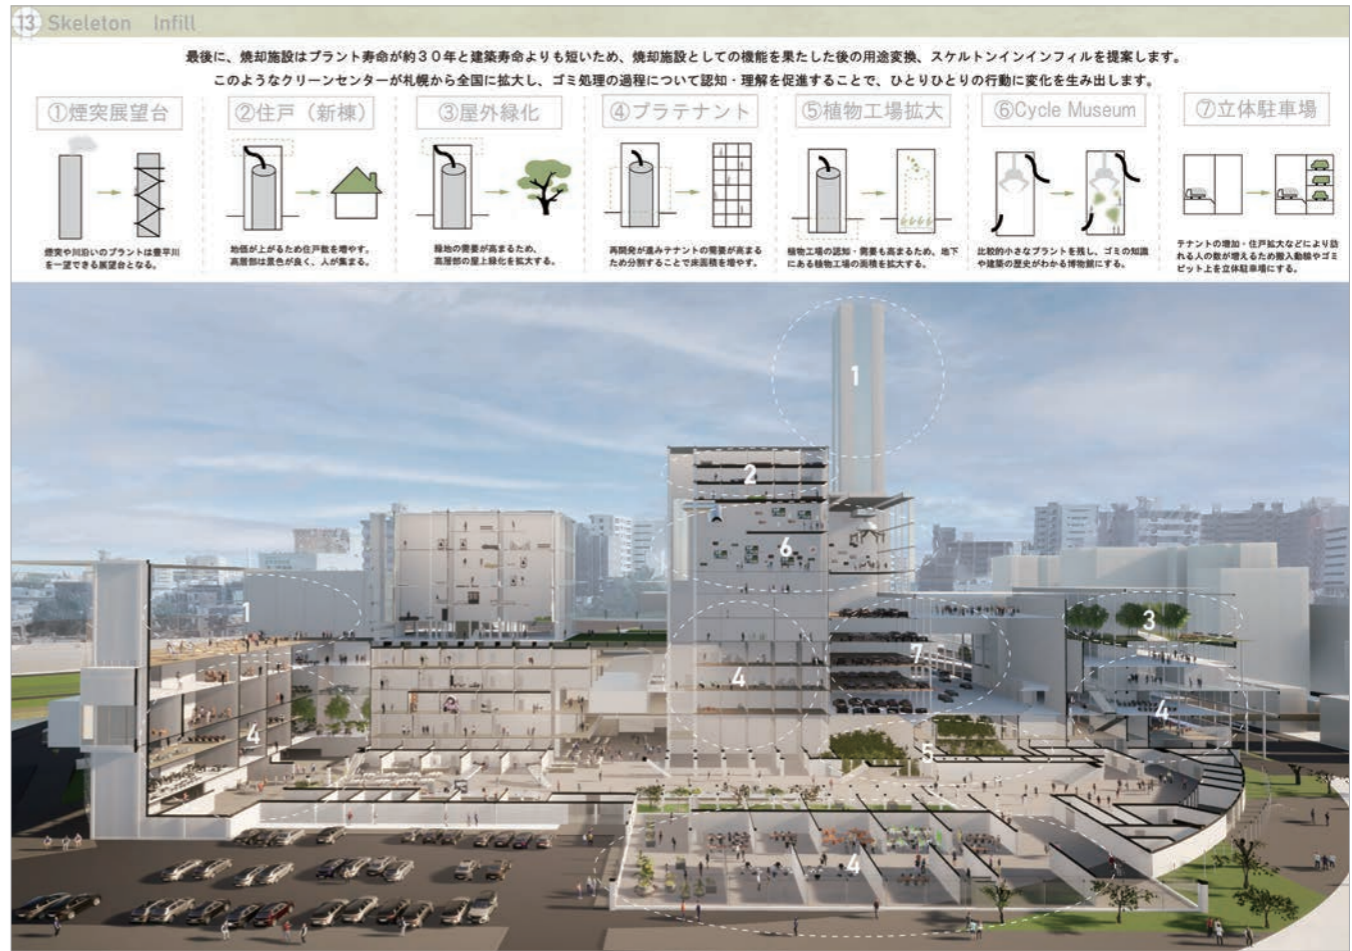 13 Skeleton Infill
最後に、焼却施設はプラント寿命が約30年と建築寿命よりも短いため、焼却施設としての機能を果たした後の用途変換、スケルトンインインフィルを提案します。
このようなクリーンセンターが札幌から全国に拡大し、ゴミ処理の過程について認知・理解を促進することで、ひとりひとりの行動に変化を生み出します。
①煙突展望台
煙突や川沿いのプラントは豊平川
を一望できる展望台となる。
②住戸（新棟）
地価が上がるため住戸数を増やす。
高層部は景色が良く、人が集まる。
③屋外緑化
緑地の需要が高まるため、
高層部の屋上緑化を拡大する。
④プラテナント
再開発が進みテナントの需要が高まる
ため分割することで床面積を増やす。
⑤植物工場拡大
植物工場の認知・需要も高まるため、地下
にある植物工場の面積を拡大する。
⑥Cycle Museum
比較的小さなプラントを残し、ゴミの知識
や建築の歴史がわかる博物館にする。
⑦立体駐車場
テナントの増加・住戸拡大などにより訪
れる人の数が増えるため搬入動線やゴミ
ピット上を立体駐車場にする。
1
2
6
1
3
4
7
4
4
5
4